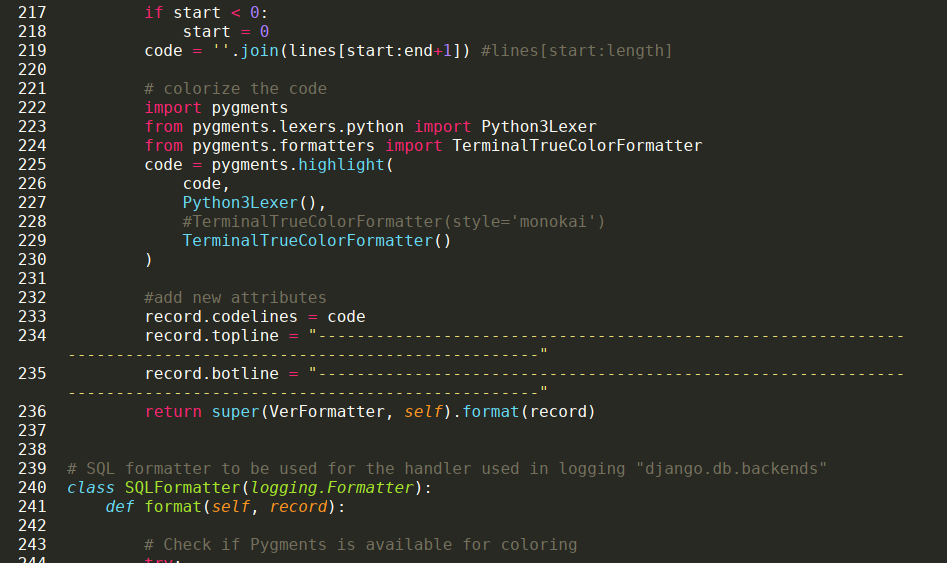 217         if start < 0:
218             start = 0
219         code = ''.join(lines[start:end+1]) #lines[start:length]
220
221         # colorize the code
222         import pygments
223         from pygments.lexers.python import Python3Lexer
224         from pygments.formatters import TerminalTrueColorFormatter
225         code = pygments.highlight(
226             code,
227             Python3Lexer(),
228             #TerminalTrueColorFormatter(style='monokai')
229             TerminalTrueColorFormatter()
230         )
231
232         #add new attributes
233         record.codelines = code
234         record.topline = "-------------------------------------------------------------
-------------------------------------------------"
235         record.botline = "-------------------------------------------------------------
-------------------------------------------------"
236         return super(VerFormatter, self).format(record)
237
238
239 # SQL formatter to be used for the handler used in logging "django.db.backends"
240 class SQLFormatter(logging.Formatter):
241     def format(self, record):
242
243         # Check if Pygments is available for coloring
244         try: